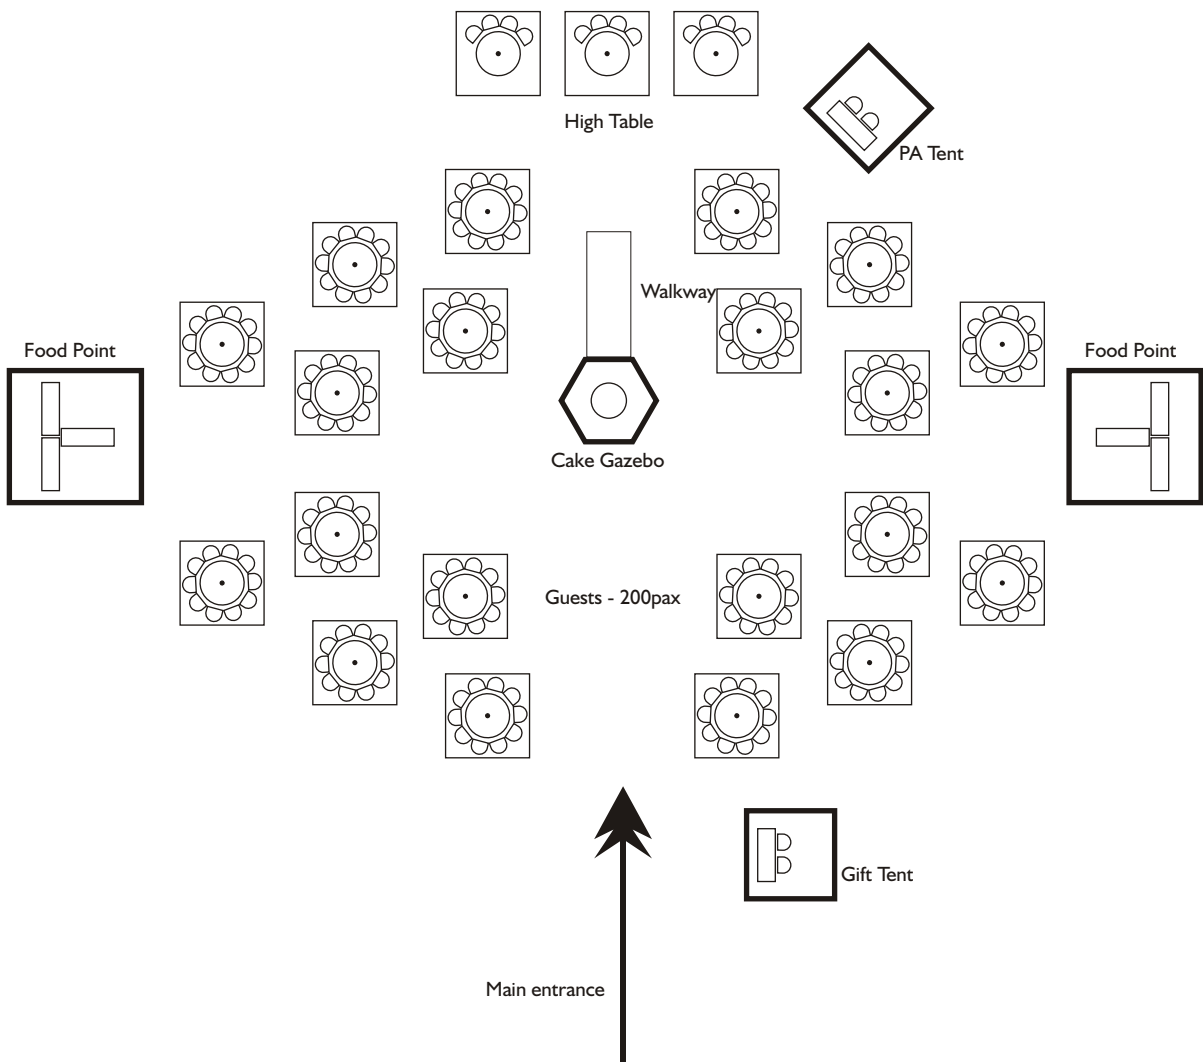 High Table
PA Tent
Walkway
Food Point
Food Point
Cake Gazebo
Guests - 200pax
Gift Tent
Main entrance